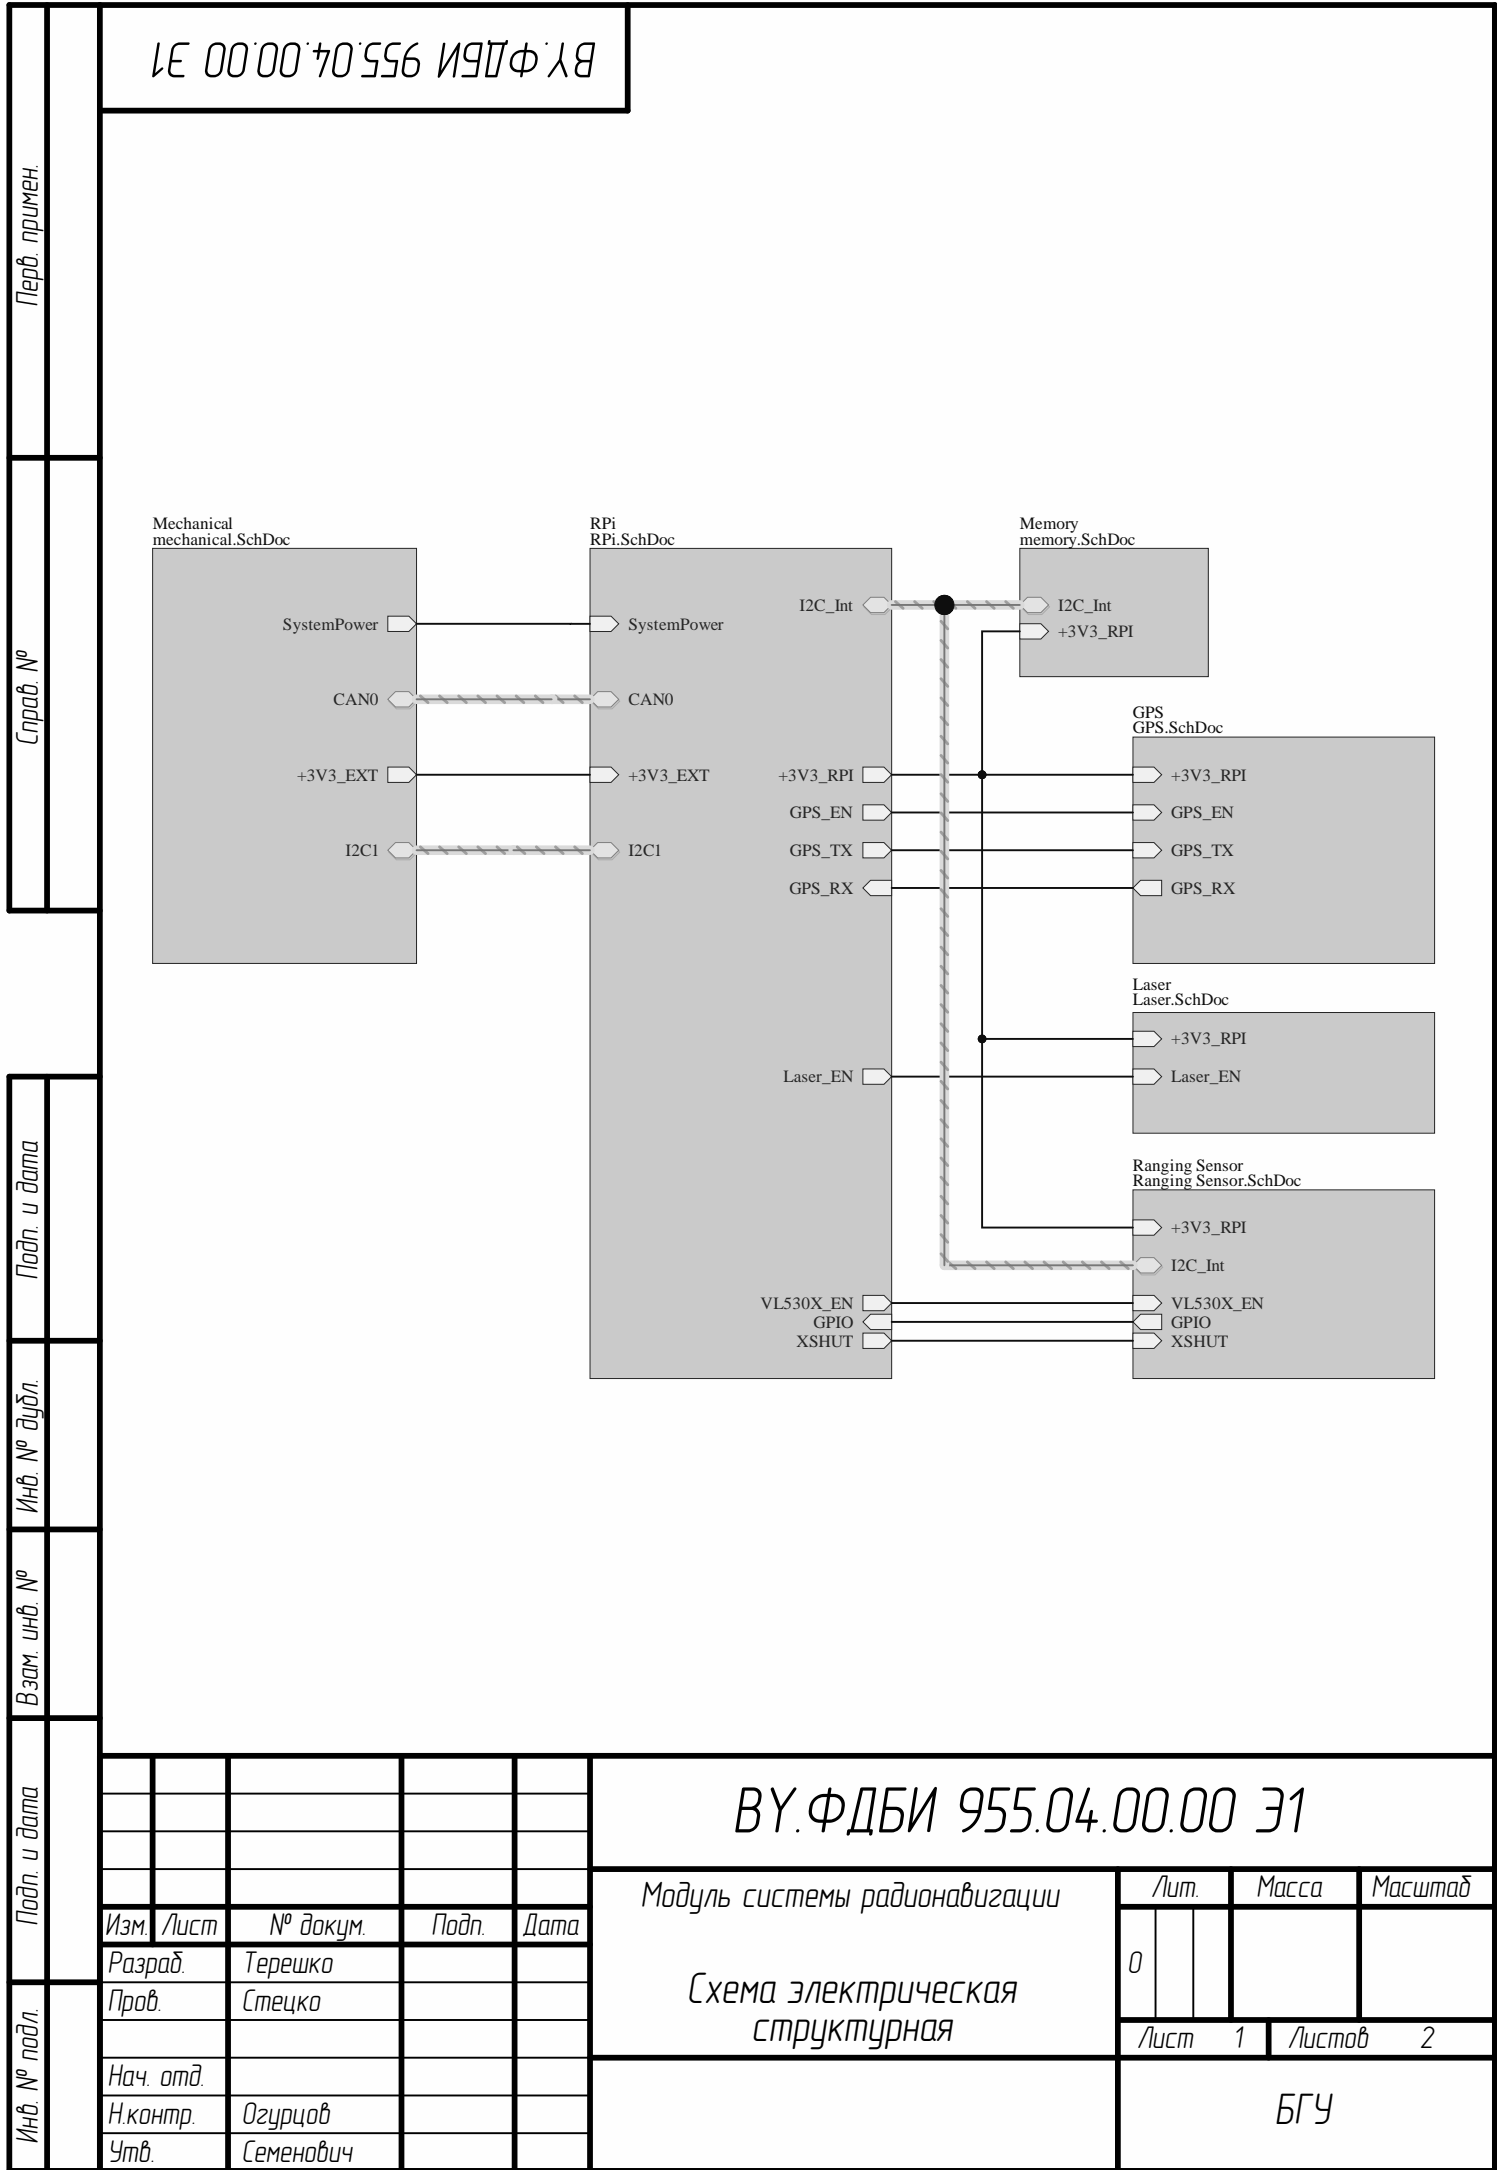 BY.ФДБИ 955.04.00.00 Э1
Перв. примен.
Справ. №
Подп. и дата
Инв. № дубл.
Взам. инв. №
Подп. и дата
Инв. № подл.
Mechanical
mechanical.SchDoc
SystemPower
CAN0
+3V3_EXT
I2C1
RPi
RPi.SchDoc
SystemPower
CAN0
+3V3_EXT
I2C1
I2C_Int
+3V3_RPI
GPS_EN
GPS_TX
GPS_RX
Laser_EN
VL530X_EN
GPIO
XSHUT
Memory
memory.SchDoc
I2C_Int
+3V3_RPI
GPS
GPS.SchDoc
+3V3_RPI
GPS_EN
GPS_TX
GPS_RX
Laser
Laser.SchDoc
+3V3_RPI
Laser_EN
Ranging Sensor
Ranging Sensor.SchDoc
+3V3_RPI
I2C_Int
VL530X_EN
GPIO
XSHUT
BY.ФДБИ 955.04.00.00 Э1
Изм. Лист № докум. Подп. Дата
Разраб. Терешко
Пров. Стецко
Нач. отд.
Н.контр. Огурцов
Утв. Семенович
Модуль системы радионавигации
Схема электрическая
структурная
Лит. Масса Масштаб
О
Лист 1 Листов 2
БГУ